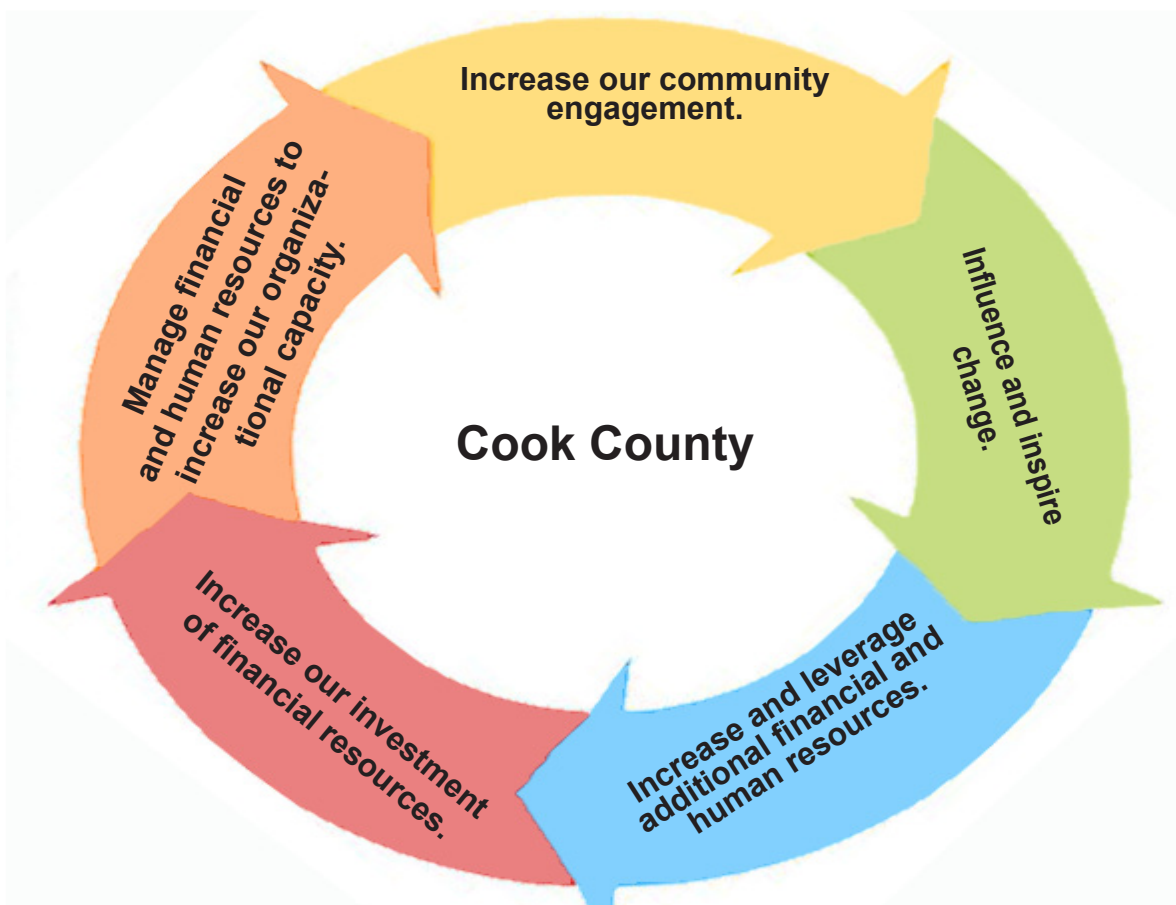 Increase our community
engagement.
Influence and inspire
change.
Increase and leverage
additional financial and
human resources.
Increase our investment
of financial resources.
Manage financial
and human resources to
increase our organiza-
tional capacity.
Cook County